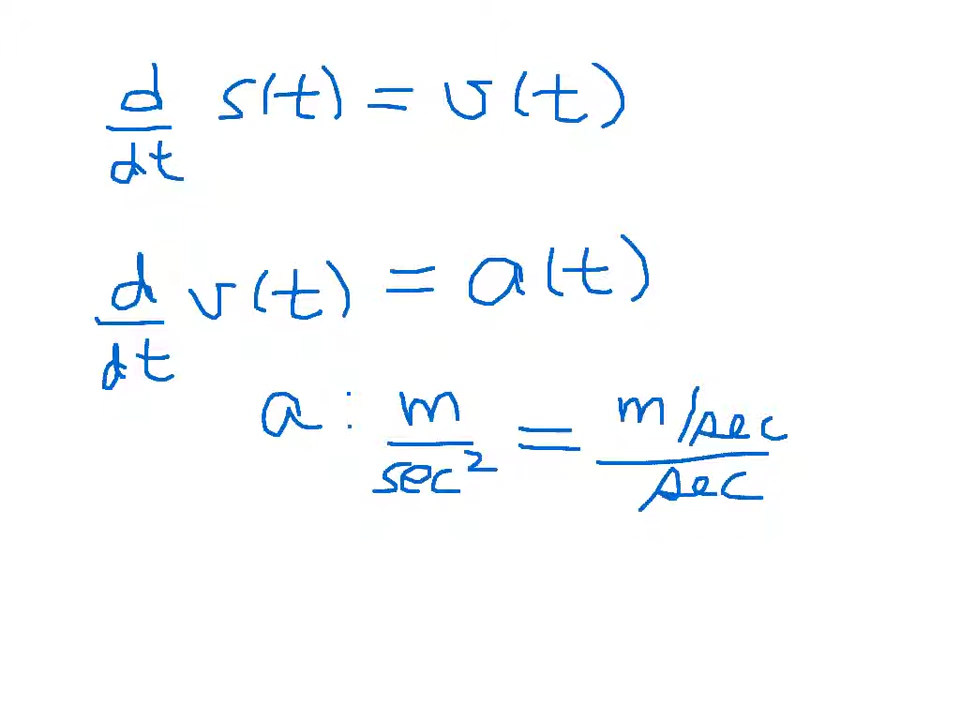 d/dt s(t) = v(t)
d/dt v(t) = a(t)
a : m/sec² = m/sec/sec